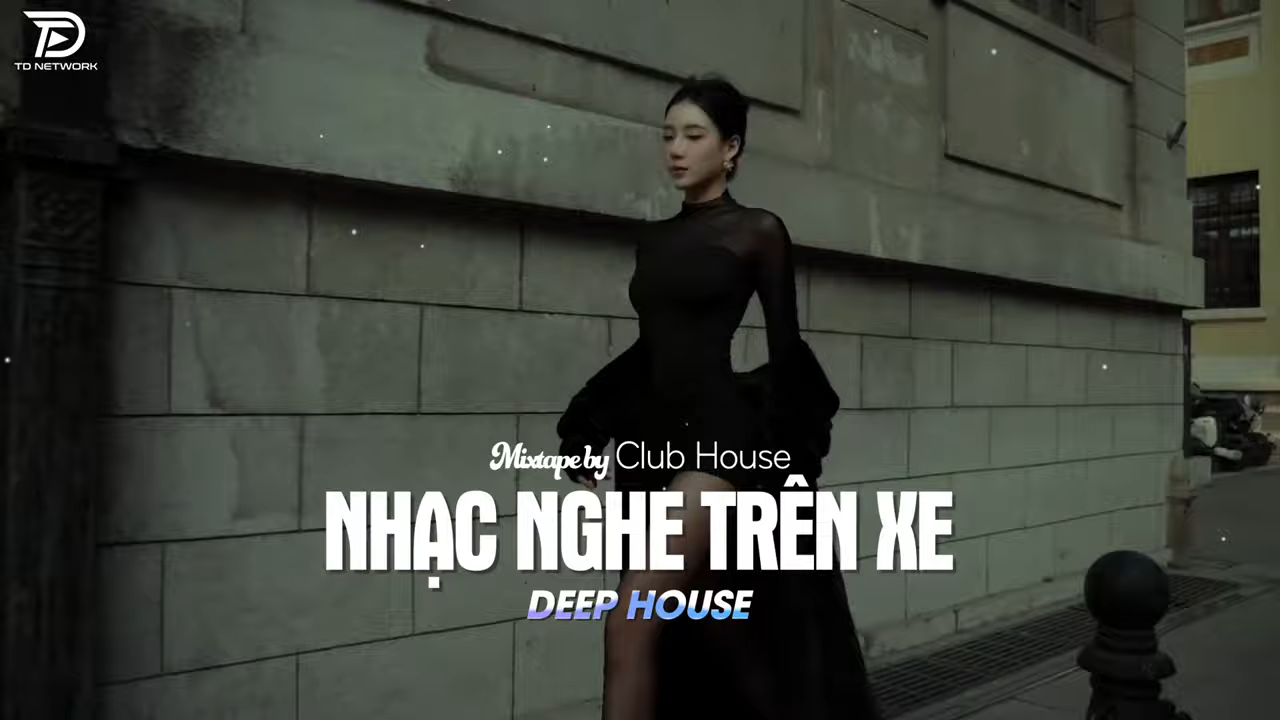 TD NETWORK
Mixtape by Club House
NHẠC NGHE TRÊN XE
DEEP HOUSE